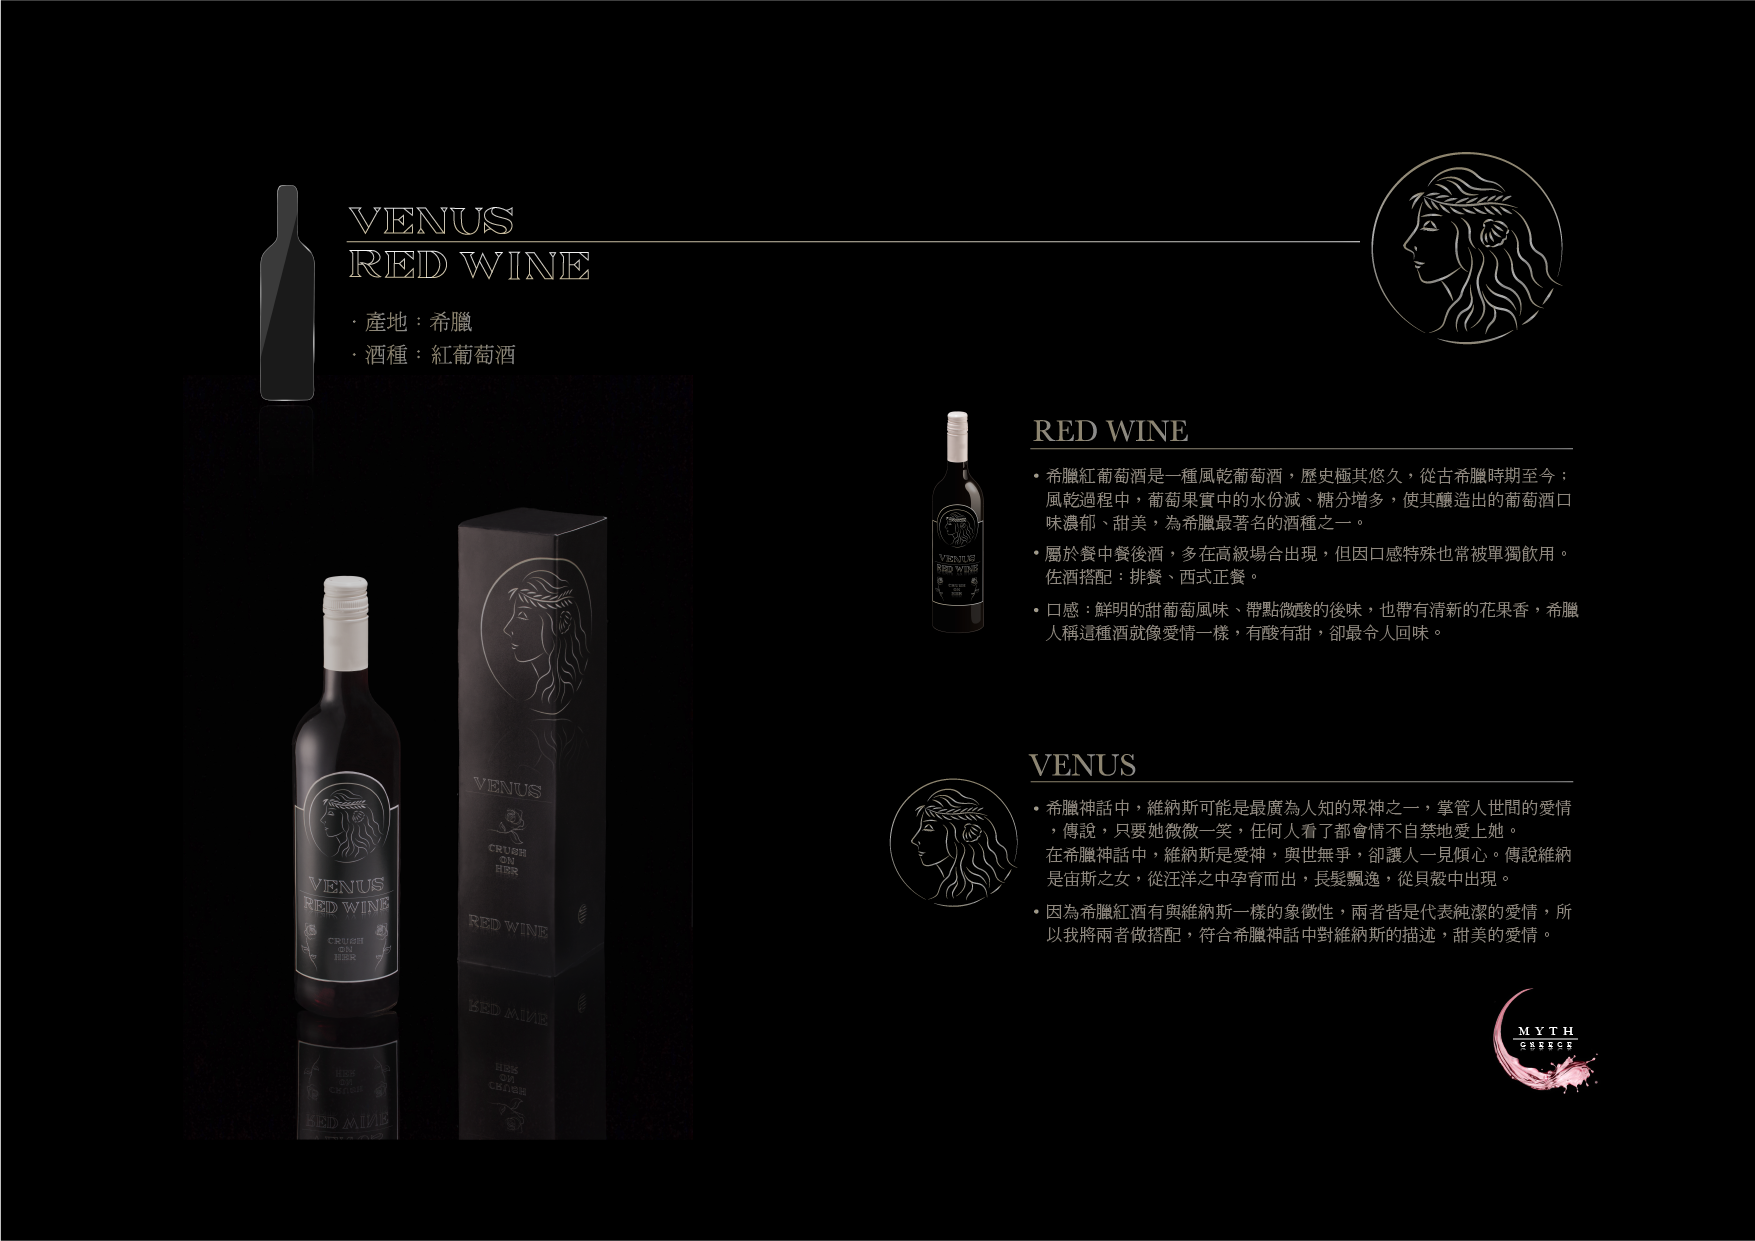 VENUS
RED WINE
· 產地：希臘
· 酒種：紅葡萄酒
VENUS
RED WINE
CRUSH
ON
HER
VENUS
CRUSH
ON
HER
RED WINE
RED WINE
• 希臘紅葡萄酒是一種風乾葡萄酒，歷史極其悠久，從古希臘時期至今；
風乾過程中，葡萄果實中的水份減、糖分增多，使其釀造出的葡萄酒口
味濃郁、甜美，為希臘最著名的酒種之一。
• 屬於餐中餐後酒，多在高級場合出現，但因口感特殊也常被單獨飲用。
佐酒搭配：排餐、西式正餐。
• 口感：鮮明的甜葡萄風味、帶點微酸的後味，也帶有清新的花果香，希臘
人稱這種酒就像愛情一樣，有酸有甜，卻最令人回味。
VENUS
RED WINE
CRUSH
ON
HER
VENUS
• 希臘神話中，維納斯可能是最廣為人知的眾神之一，掌管人世間的愛情
，傳說，只要她微微一笑，任何人看了都會情不自禁地愛上她。
在希臘神話中，維納斯是愛神，與世無爭，卻讓人一見傾心。傳說維納
是宙斯之女，從汪洋之中孕育而出，長髮飄逸，從貝殼中出現。
• 因為希臘紅酒有與維納斯一樣的象徵性，兩者皆是代表純潔的愛情，所
以我將兩者做搭配，符合希臘神話中對維納斯的描述，甜美的愛情。
MYTH
GREECE